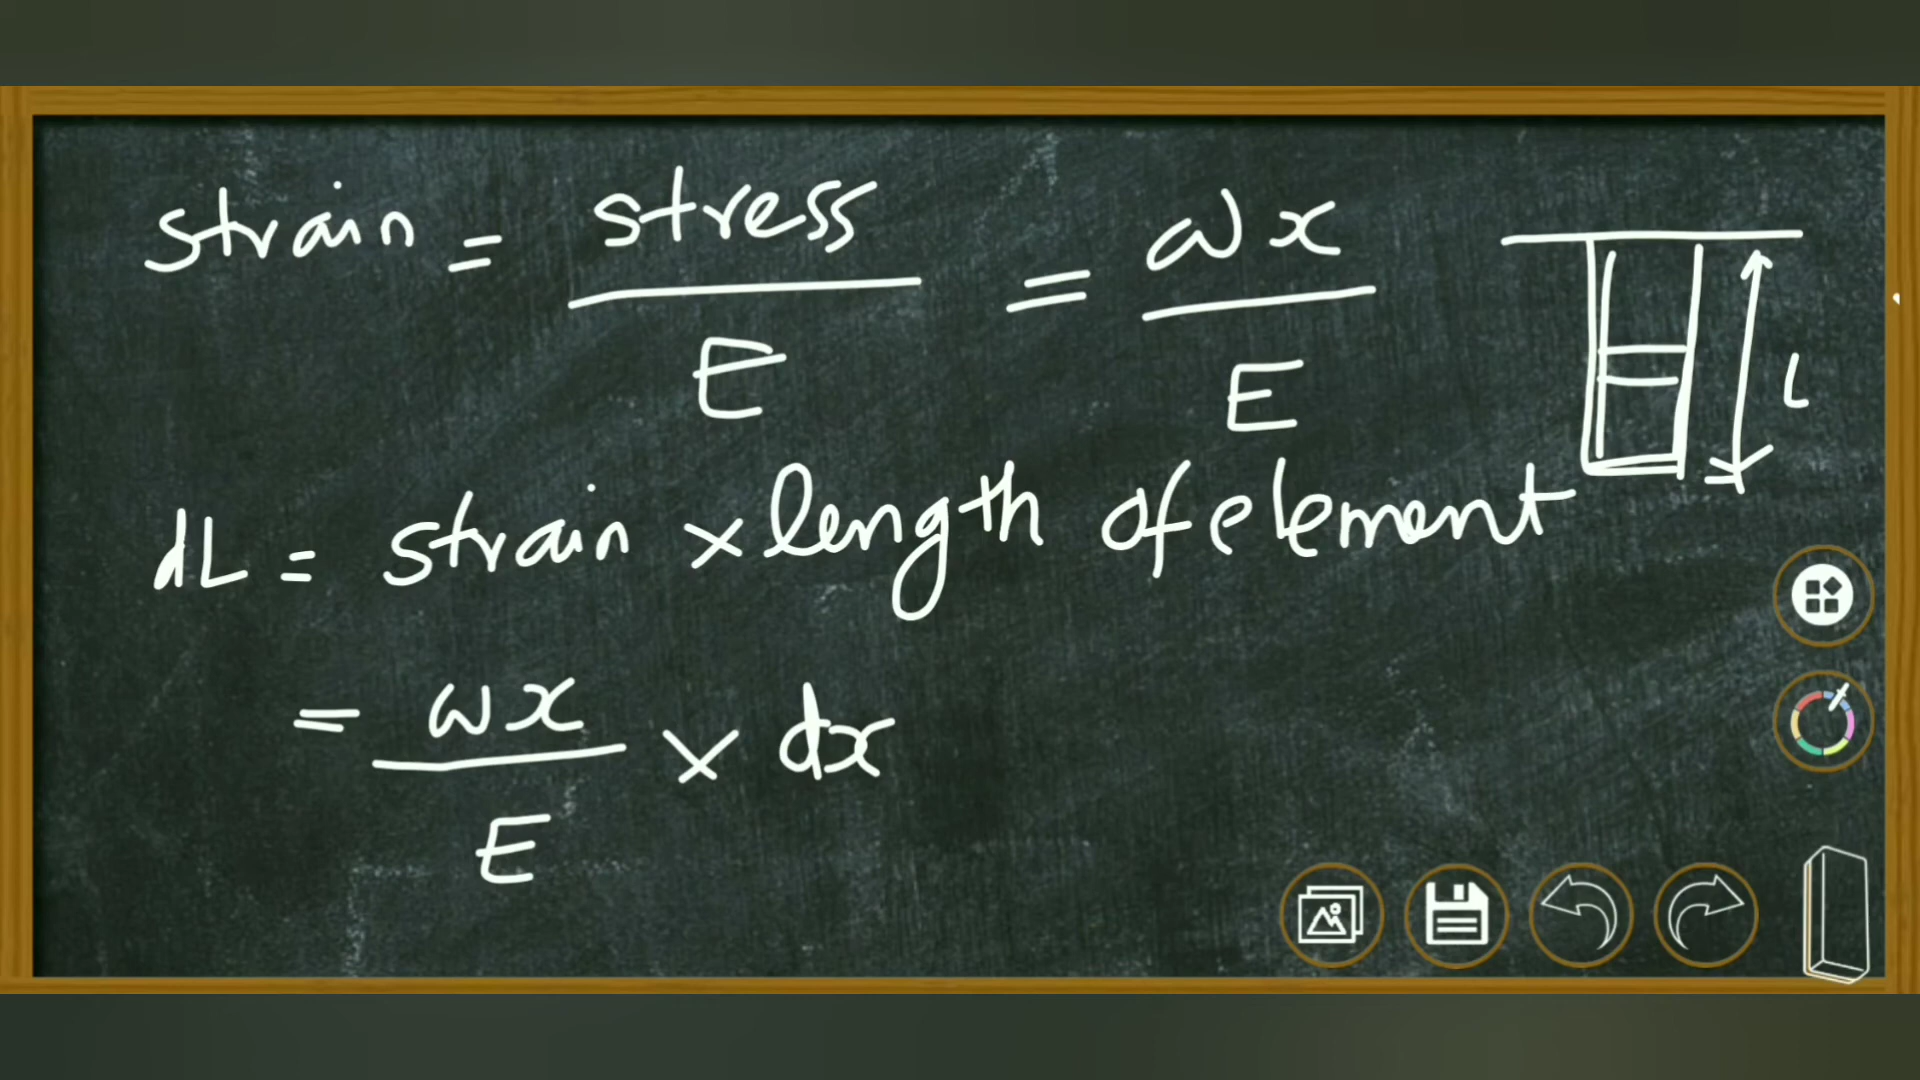 strain = stress / E = ωx / E
L
dL = strain × length of element
= ωx / E × dx